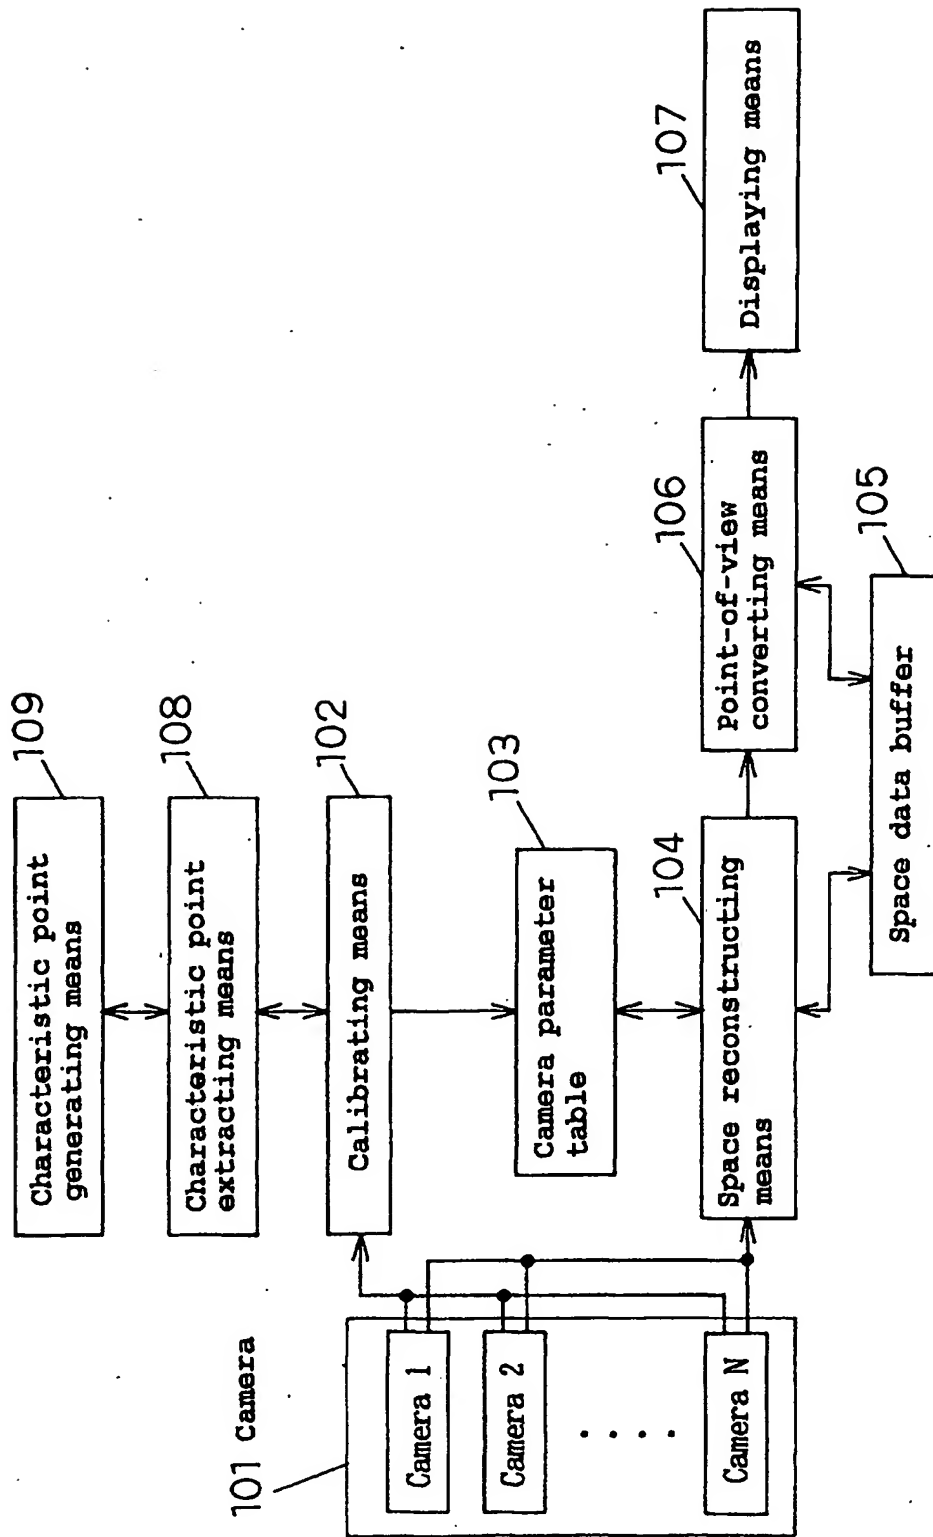 109
Characteristic point
generating means
108
Characteristic point
extracting means
102
Calibrating means
103
Camera parameter
table
101 Camera
Camera 1
Camera 2
Camera N
104
Space reconstructing
means
106
Point-of-view
converting means
107
Displaying means
105
Space data buffer